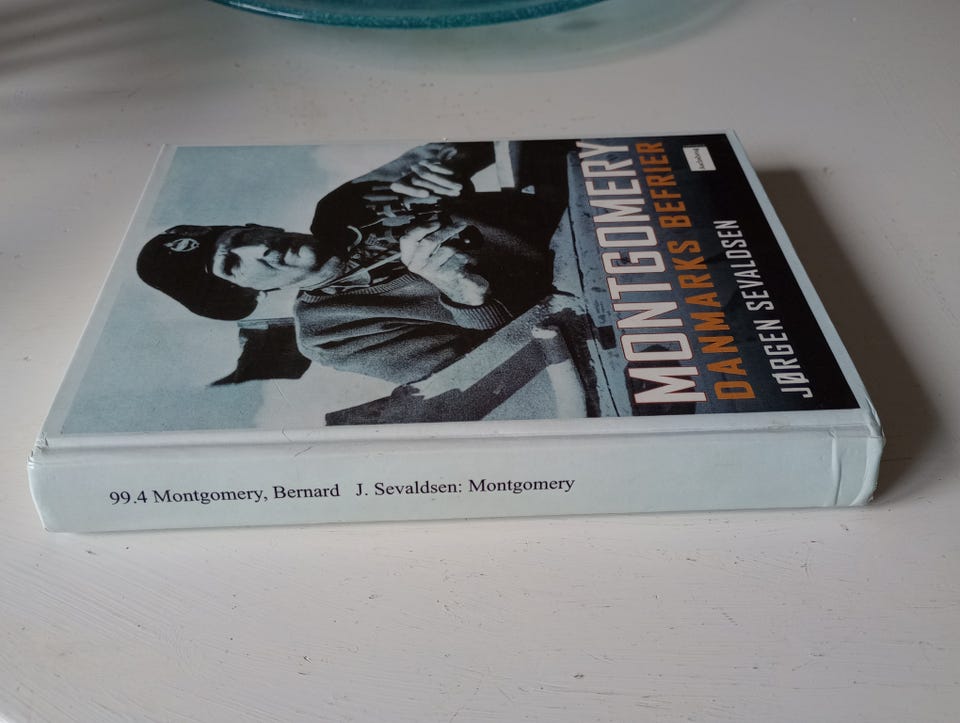 MONTGOMERY
DANMARKS BEFRIER
JØRGEN SEVALDSEN
99.4 Montgomery, Bernard J. Sevaldsen: Montgomery